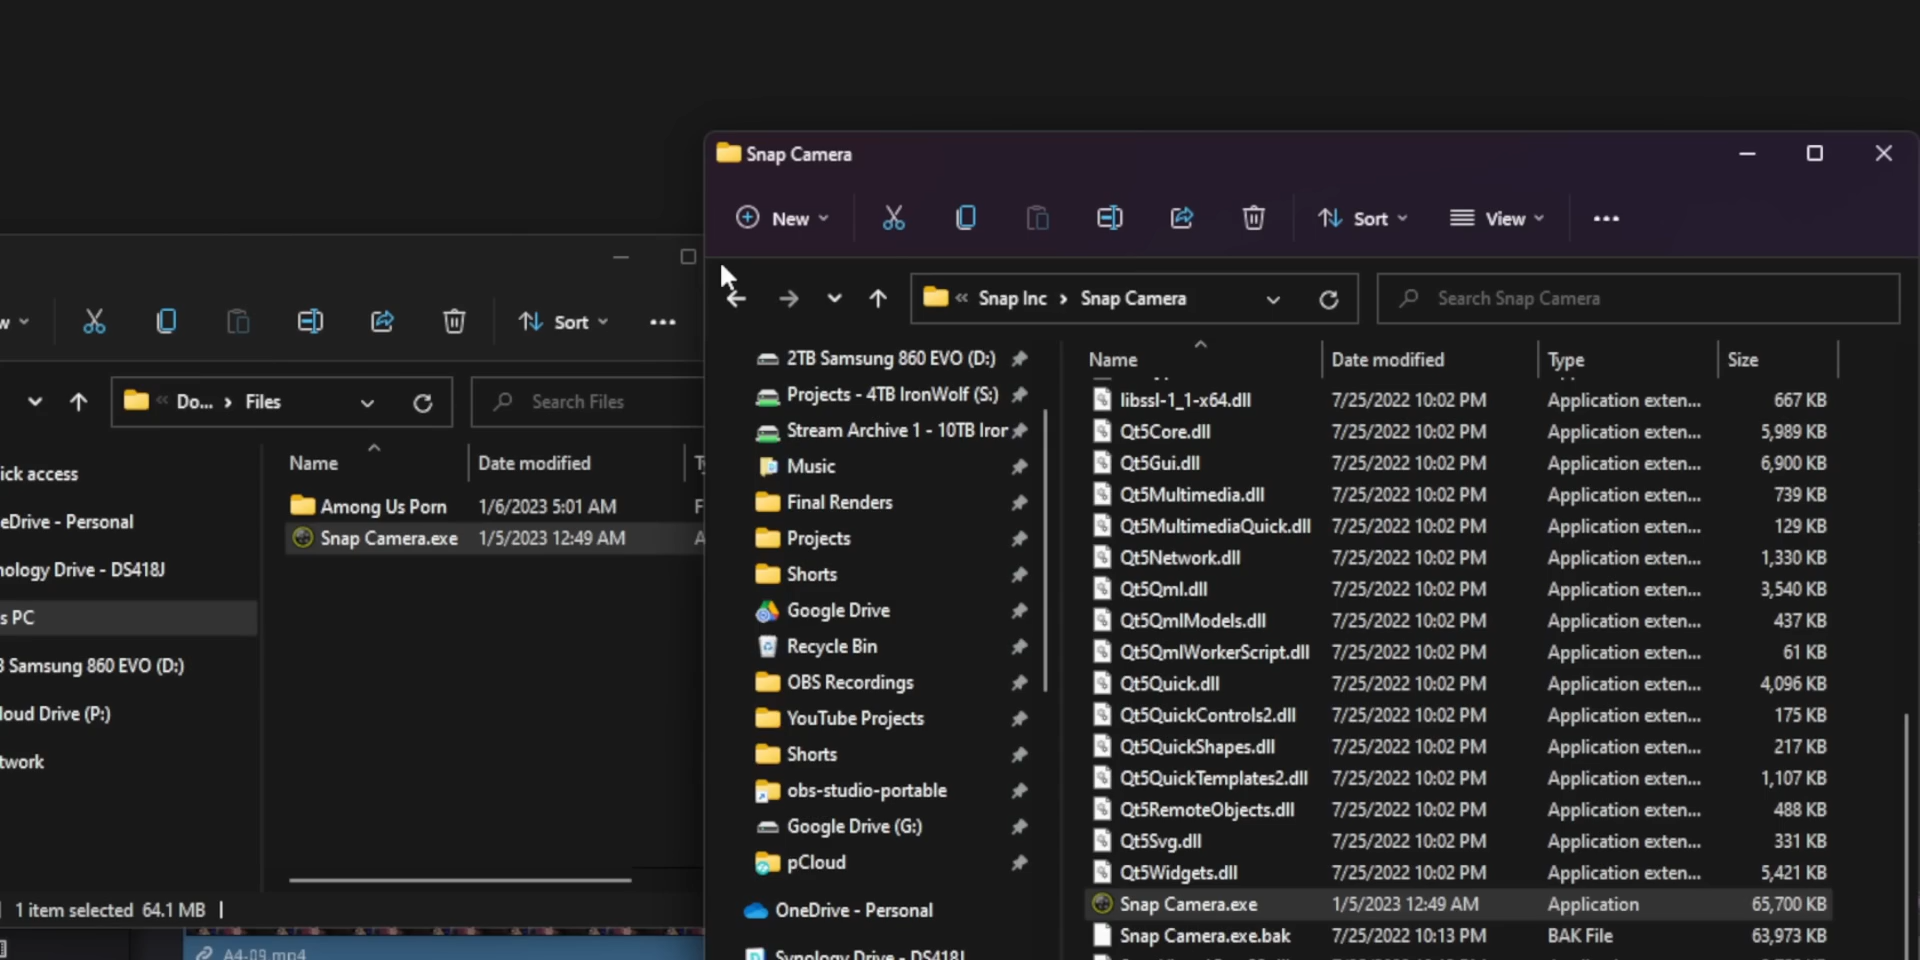 Snap Camera
New
Sort
View
Snap Inc > Snap Camera
Search Snap Camera
Sort
Do... > Files
Search Files
Name
Date modified
Among Us Porn 1/6/2023 5:01 AM
Snap Camera.exe 1/5/2023 12:49 AM
ick access
eDrive - Personal
nology Drive - DS418J
s PC
Samsung 860 EVO (D:)
loud Drive (P:)
twork
1 item selected 64.1 MB
A4-09.mp4
2TB Samsung 860 EVO (D:)
Projects - 4TB IronWolf (S:)
Stream Archive 1 - 10TB Iror
Music
Final Renders
Projects
Shorts
Google Drive
Recycle Bin
OBS Recordings
YouTube Projects
Shorts
obs-studio-portable
Google Drive (G:)
pCloud
OneDrive - Personal
Synology Drive - DS418J
Name Date modified Type Size
libssl-1_1-x64.dll 7/25/2022 10:02 PM Application exten... 667 KB
Qt5Core.dll 7/25/2022 10:02 PM Application exten... 5,989 KB
Qt5Gui.dll 7/25/2022 10:02 PM Application exten... 6,900 KB
Qt5Multimedia.dll 7/25/2022 10:02 PM Application exten... 739 KB
Qt5MultimediaQuick.dll 7/25/2022 10:02 PM Application exten... 129 KB
Qt5Network.dll 7/25/2022 10:02 PM Application exten... 1,330 KB
Qt5Qml.dll 7/25/2022 10:02 PM Application exten... 3,540 KB
Qt5QmlModels.dll 7/25/2022 10:02 PM Application exten... 437 KB
Qt5QmlWorkerScript.dll 7/25/2022 10:02 PM Application exten... 61 KB
Qt5Quick.dll 7/25/2022 10:02 PM Application exten... 4,096 KB
Qt5QuickControls2.dll 7/25/2022 10:02 PM Application exten... 175 KB
Qt5QuickShapes.dll 7/25/2022 10:02 PM Application exten... 217 KB
Qt5QuickTemplates2.dll 7/25/2022 10:02 PM Application exten... 1,107 KB
Qt5RemoteObjects.dll 7/25/2022 10:02 PM Application exten... 488 KB
Qt5Svg.dll 7/25/2022 10:02 PM Application exten... 331 KB
Qt5Widgets.dll 7/25/2022 10:02 PM Application exten... 5,421 KB
Snap Camera.exe 1/5/2023 12:49 AM Application 65,700 KB
Snap Camera.exe.bak 7/25/2022 10:13 PM BAK File 63,973 KB